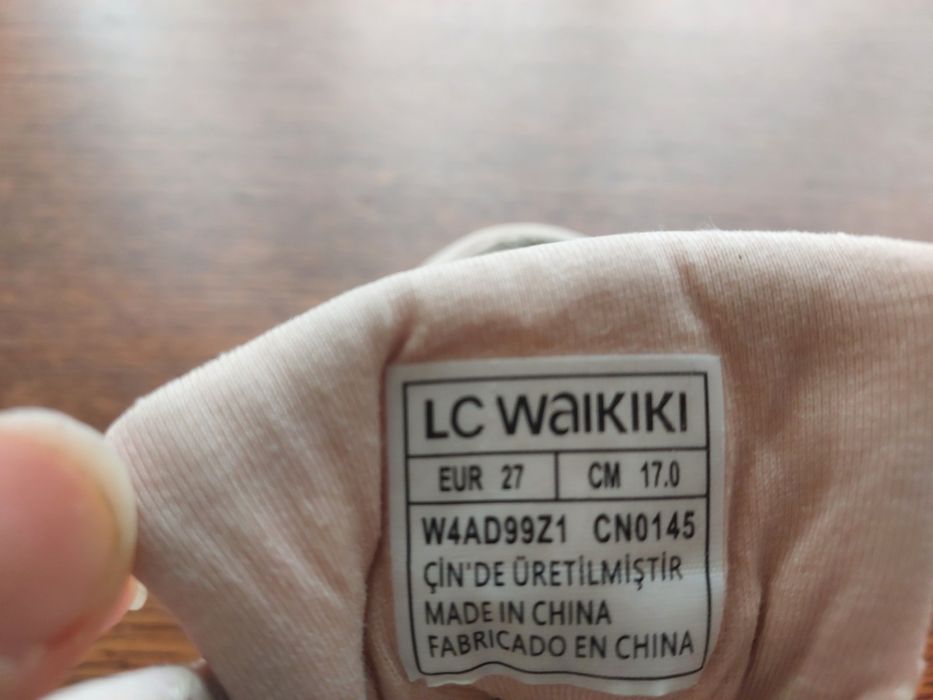 LC WAIKIKI
EUR 27 CM 17.0
W4AD99Z1 CN0145
ÇİN'DE ÜRETİLMİŞTİR
MADE IN CHINA
FABRICADO EN CHINA